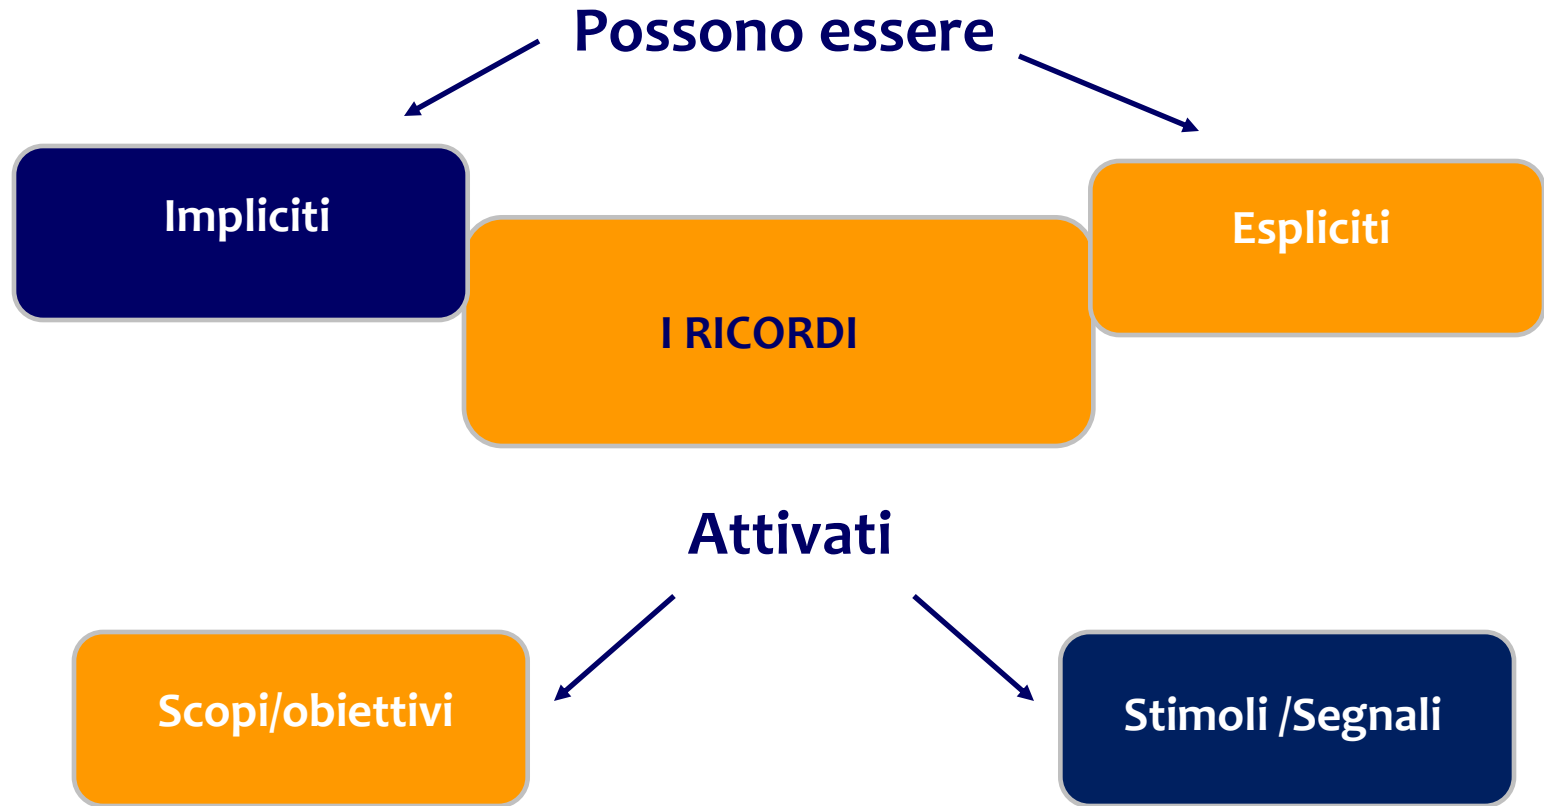 Possono essere
Impliciti
Espliciti
I RICORDI
Attivati
Scopi/obiettivi
Stimoli /Segnali